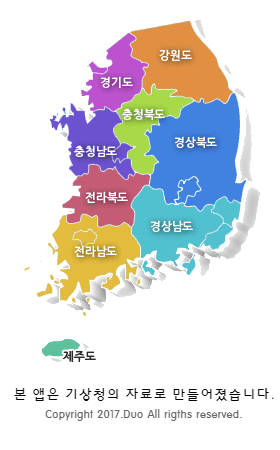 강원도
경기도
충청북도
경상북도
충청남도
전라북도
경상남도
전라남도
제주도
본 앱은 기상청의 자료로 만들어졌습니다.
Copyright 2017.Duo All rigths reserved.